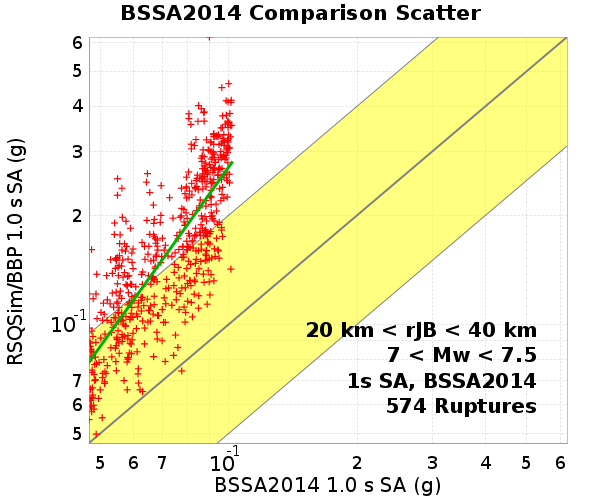 BSSA2014 Comparison Scatter
RSQSim/BBP 1.0 s SA (g)
6
5
4
3
2
10-1
7
6
5
20 km < rJB < 40 km
7 < Mw < 7.5
1s SA, BSSA2014
574 Ruptures
5 6 7 10-1 2 3 4 5 6
BSSA2014 1.0 s SA (g)